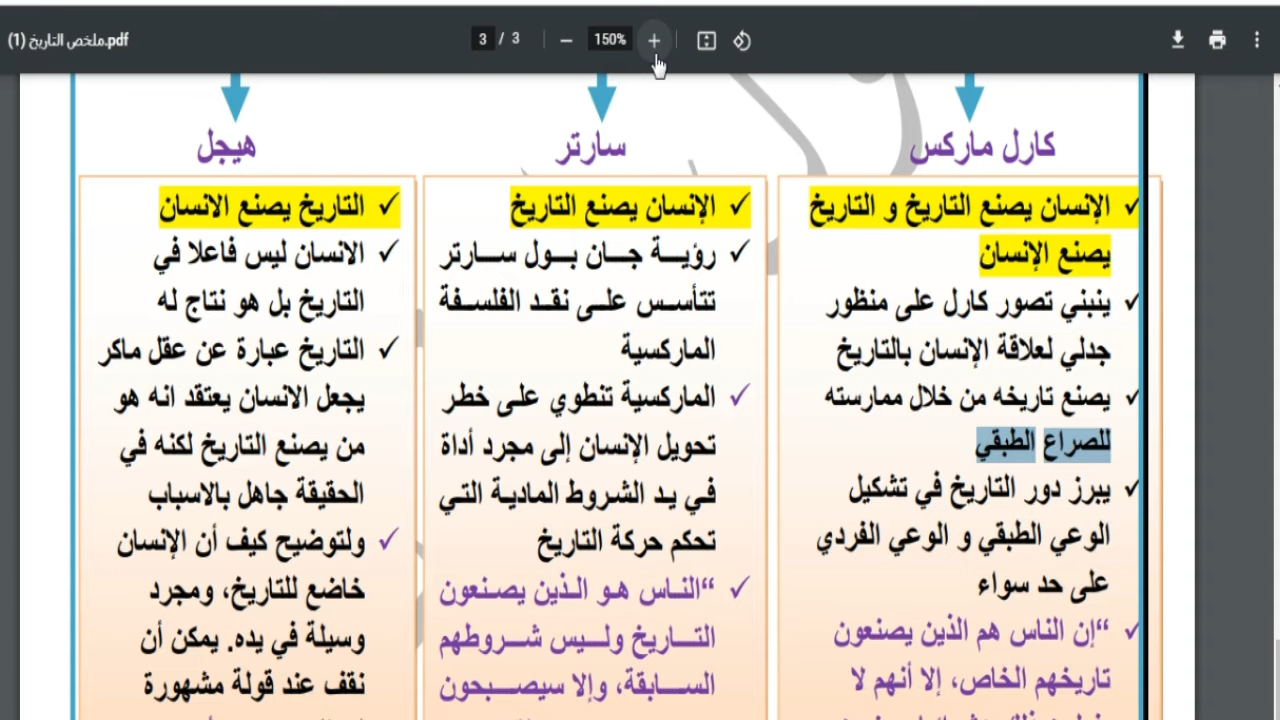 ملخص التاريخ (1).pdf
3 / 3
150%
كارل ماركس
الإنسان يصنع التاريخ و التاريخ
يصنع الإنسان
ينبني تصور كارل على منظور
جدلي لعلاقة الإنسان بالتاريخ
يصنع تاريخه من خلال ممارسته
للصراع الطبقي
يبرز دور التاريخ في تشكيل
الوعي الطبقي و الوعي الفردي
على حد سواء
“إن الناس هم الذين يصنعون
تاريخهم الخاص، إلا أنهم لا
سارتر
الإنسان يصنع التاريخ
رؤية جان بول سارتر
تتأسس على نقد الفلسفة
الماركسية
الماركسية تنطوي على خطر
تحويل الإنسان إلى مجرد أداة
في يد الشروط المادية التي
تحكم حركة التاريخ
“الناس هو الذين يصنعون
التاريخ وليس شروطهم
السابقة، وإلا سيصبحون
هيجل
التاريخ يصنع الانسان
الانسان ليس فاعلا في
التاريخ بل هو نتاج له
التاريخ عبارة عن عقل ماكر
يجعل الانسان يعتقد انه هو
من يصنع التاريخ لكنه في
الحقيقة جاهل بالاسباب
ولتوضيح كيف أن الإنسان
خاضع للتاريخ، ومجرد
وسيلة في يده. يمكن أن
نقف عند قولة مشهورة